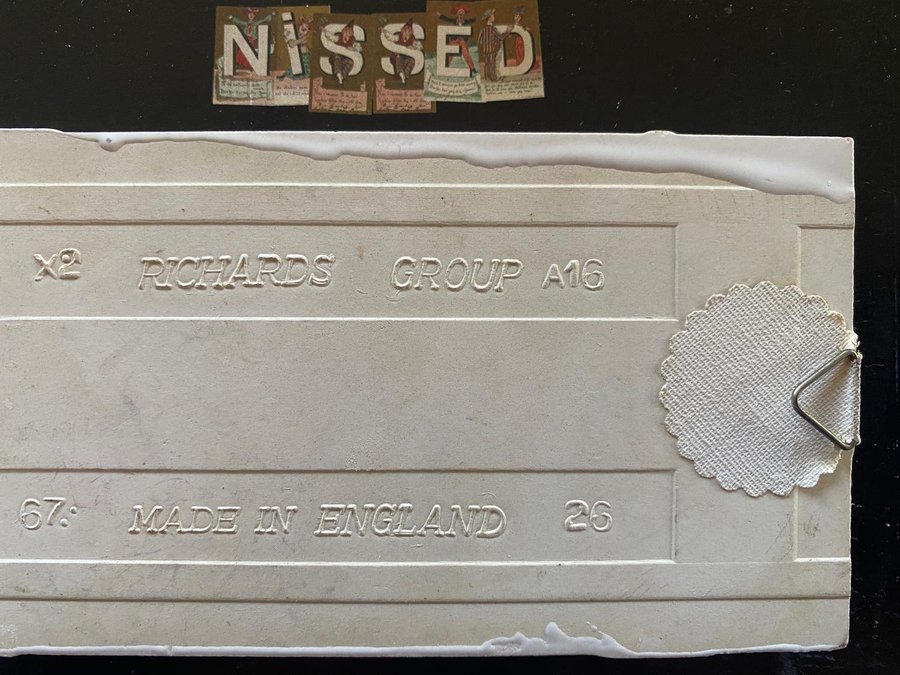 NiSSED
X2 RICHARDS GROUP A16
67: MADE IN ENGLAND 26